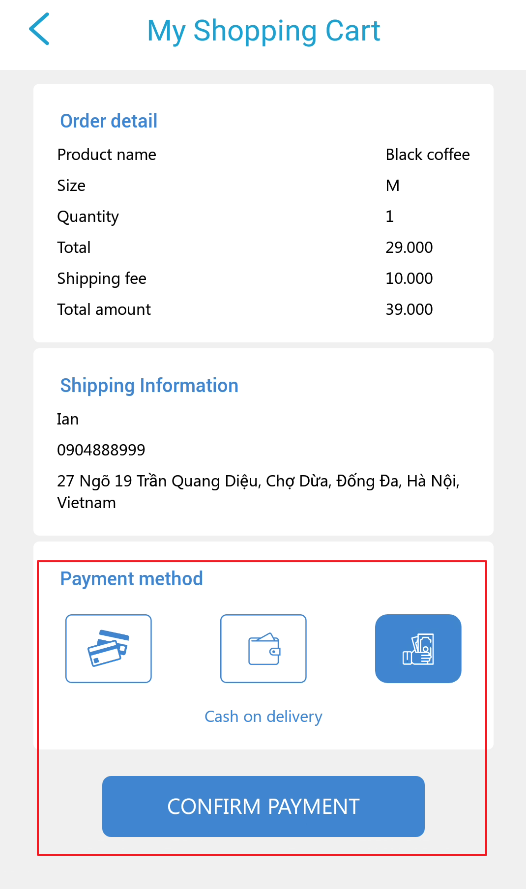 My Shopping Cart
Order detail
Product name Black coffee
Size M
Quantity 1
Total 29.000
Shipping fee 10.000
Total amount 39.000
Shipping Information
Ian
0904888999
27 Ngõ 19 Trần Quang Diệu, Chợ Dừa, Đống Đa, Hà Nội,
Vietnam
Payment method
Cash on delivery
CONFIRM PAYMENT